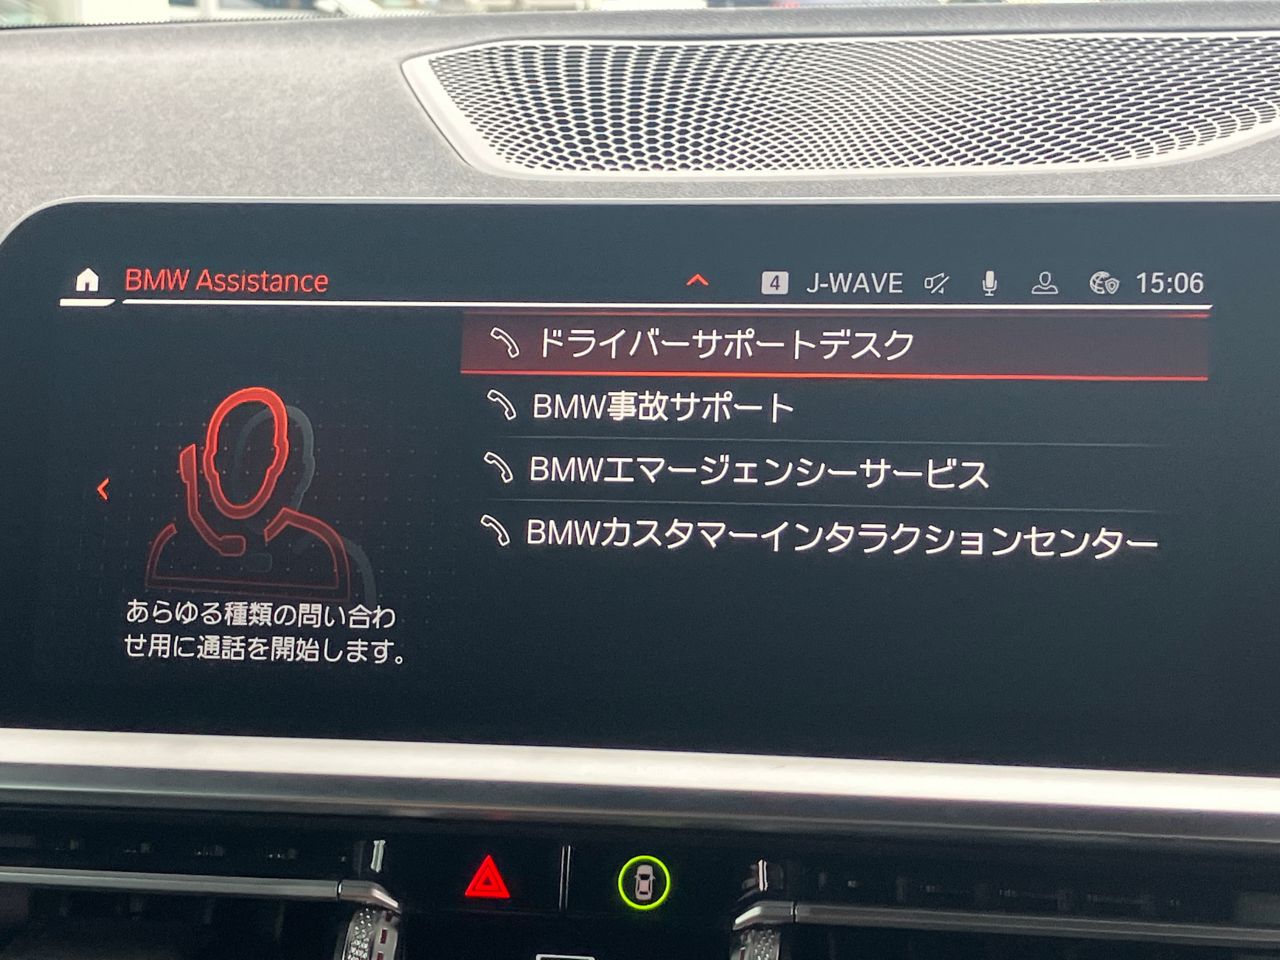 BMW Assistance
4 J-WAVE 15:06
ドライバーサポートデスク
BMW事故サポート
BMWエマージェンシーサービス
BMWカスタマーインタラクションセンター
あらゆる種類の問い合わ
せ用に通話を開始します。